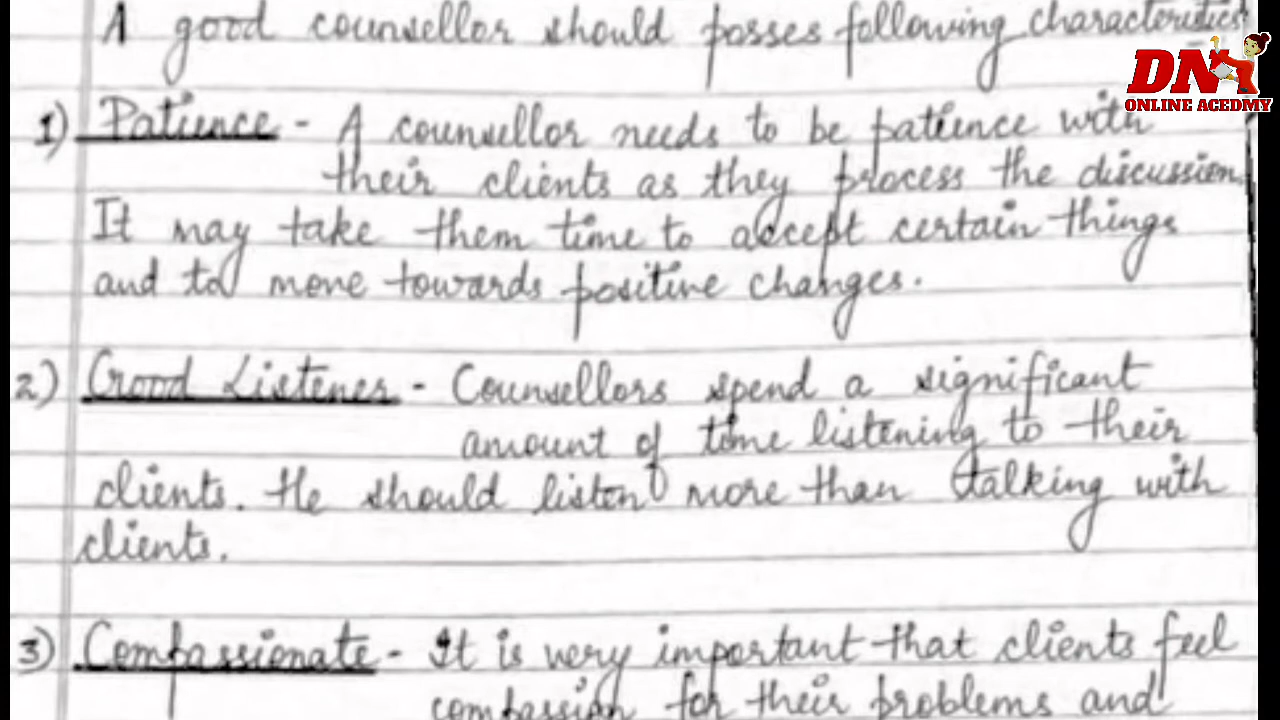 A good counsellor should posses following characteristics
DNA
ONLINE ACEDMY
1) Patience - A counsellor needs to be patience with
their clients as they process the discussion.
It may take them time to accept certain things
and to move towards positive changes.
2) Good Listener - Counsellors spend a significant
amount of time listening to their
clients. He should listen more than talking with
clients.
3) Compassionate - It is very important that clients feel
compassion for their problems and